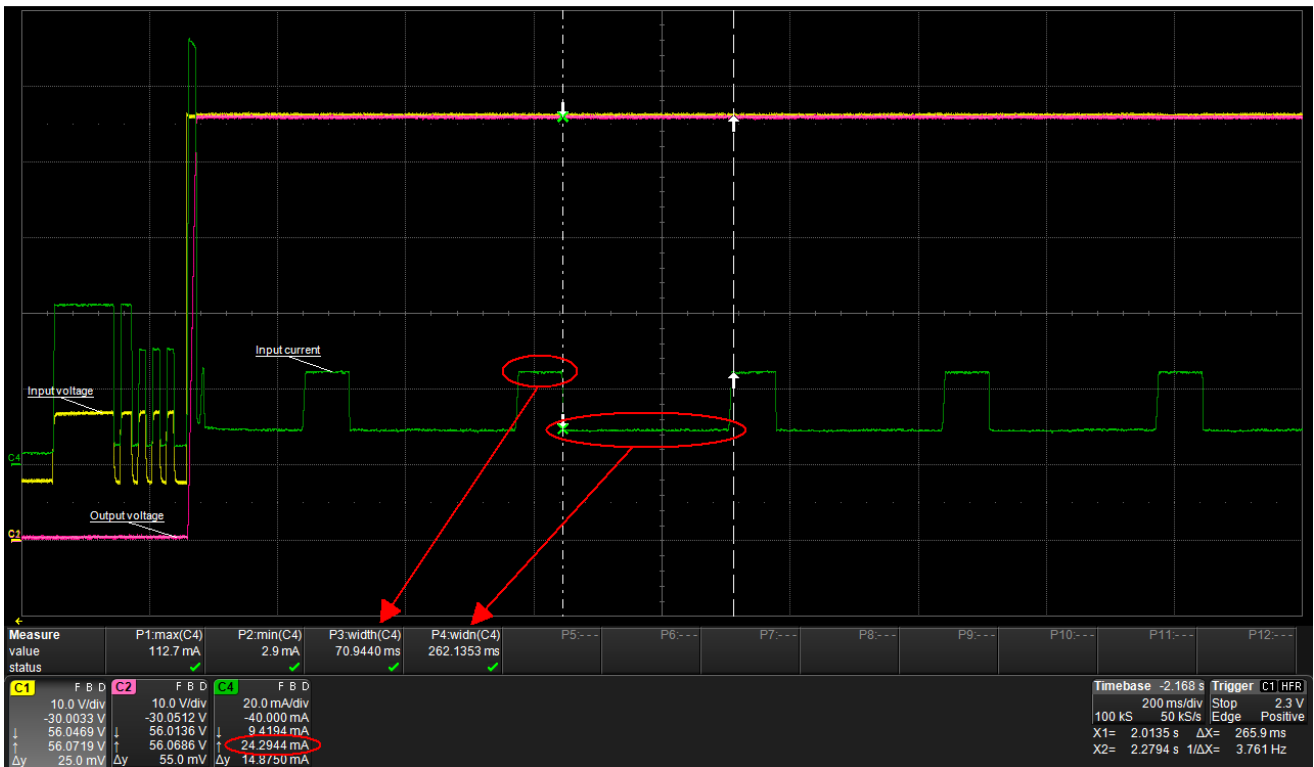 Input current
Input voltage
C4
Output voltage
C2
Measure P1:max(C4) P2:min(C4) P3:width(C4) P4:widn(C4) P5:- - - P6:- - - P7:- - - P8:- - - P9:- - - P10:- - - P11:- - - P12:- - -
value 112.7 mA 2.9 mA 70.9440 ms 262.1353 ms
status
C1 F B D C2 F B D C4 F B D Timebase -2.168 s Trigger C1 HFR
10.0 V/div 10.0 V/div 20.0 mA/div 200 ms/div Stop 2.3 V
-30.0033 V -30.0512 V -40.000 mA 100 kS 50 kS/s Edge Positive
↓ 56.0469 V ↓ 56.0136 V ↓ 9.4194 mA X1= 2.0135 s ΔX= 265.9 ms
↑ 56.0719 V ↑ 56.0686 V ↑ 24.2944 mA X2= 2.2794 s 1/ΔX= 3.761 Hz
Δy 25.0 mV Δy 55.0 mV Δy 14.8750 mA